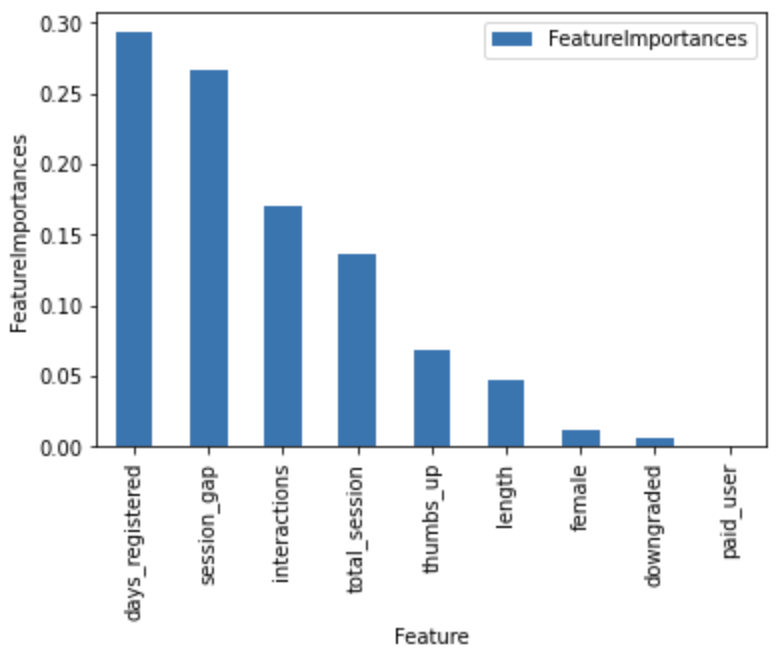 FeatureImportances
FeatureImportances
0.30
0.25
0.20
0.15
0.10
0.05
0.00
days_registered
session_gap
interactions
total_session
thumbs_up
length
female
downgraded
paid_user
Feature